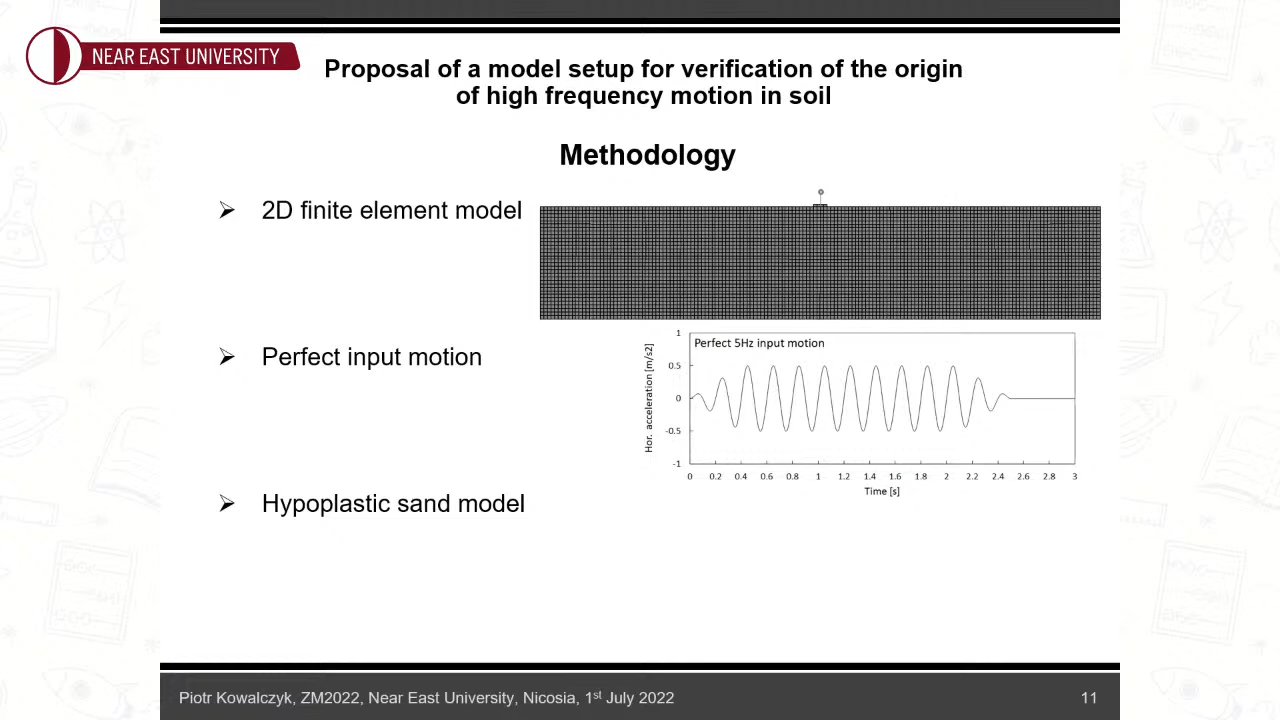 NEAR EAST UNIVERSITY
Proposal of a model setup for verification of the origin
of high frequency motion in soil
Methodology
2D finite element model
Perfect input motion
Perfect 5Hz input motion
Hor. acceleration [m/s2]
1
0.5
0
-0.5
-1
0 0.2 0.4 0.6 0.8 1 1.2 1.4 1.6 1.8 2 2.2 2.4 2.6 2.8 3
Time [s]
Hypoplastic sand model
Piotr Kowalczyk, ZM2022, Near East University, Nicosia, 1st July 2022
11